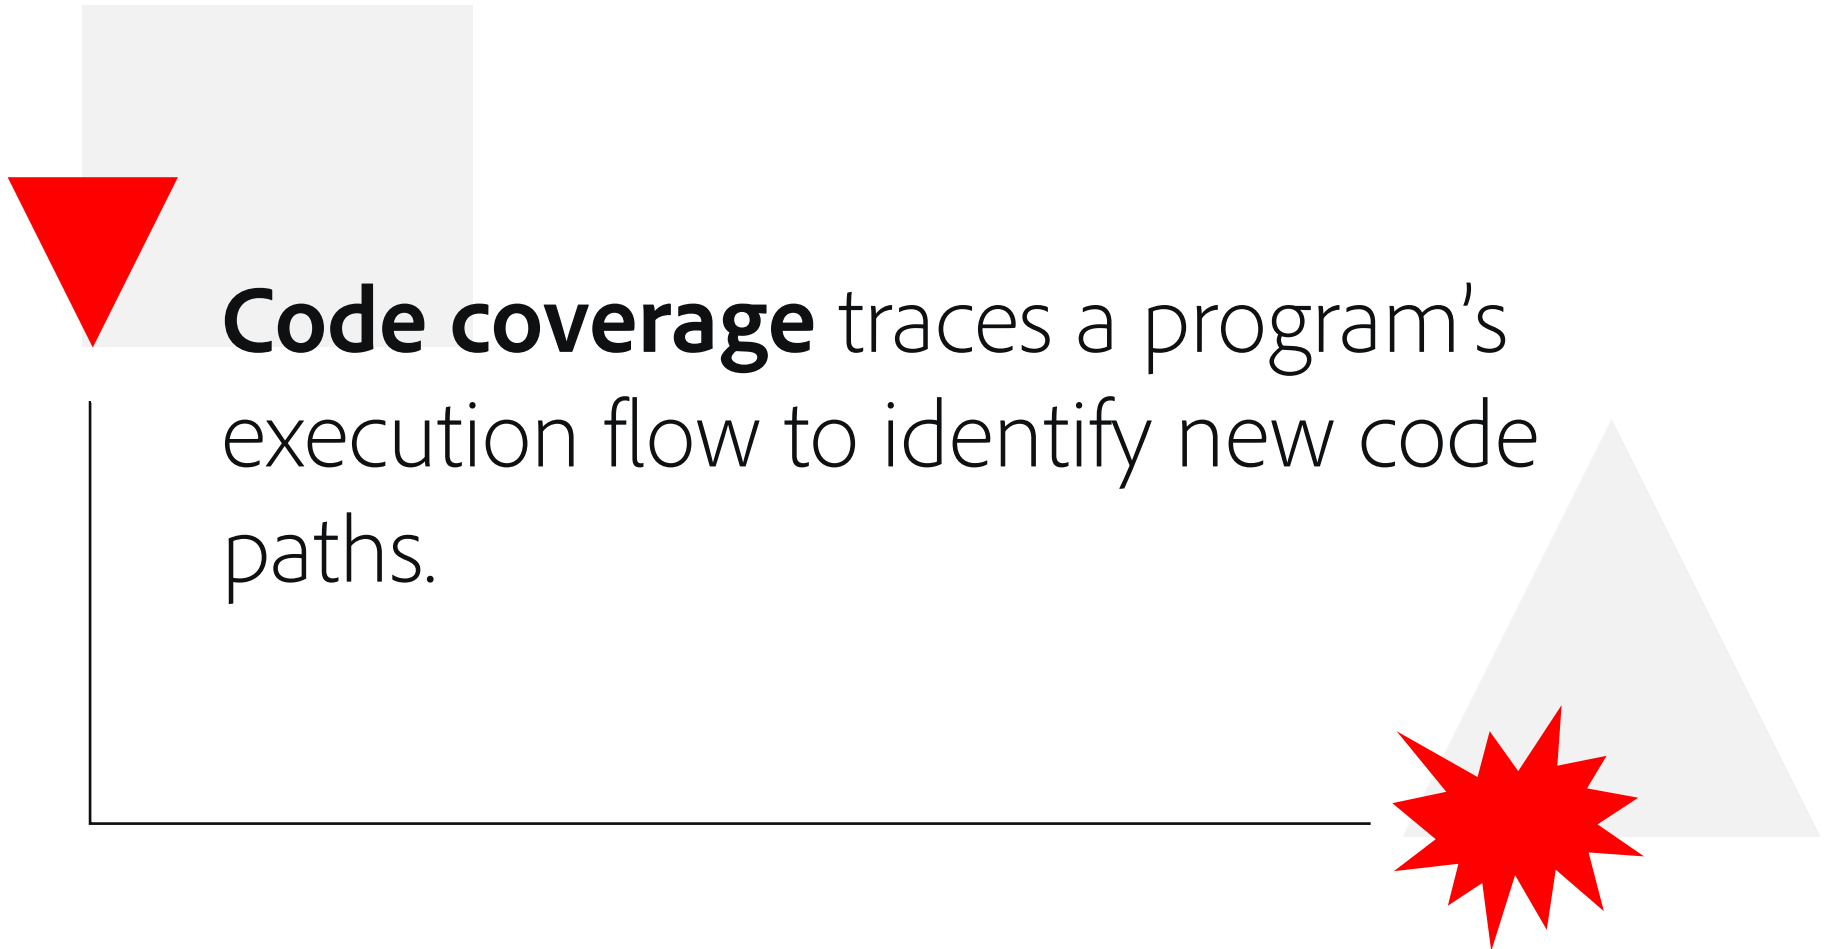 Code coverage traces a program’s
execution flow to identify new code
paths.